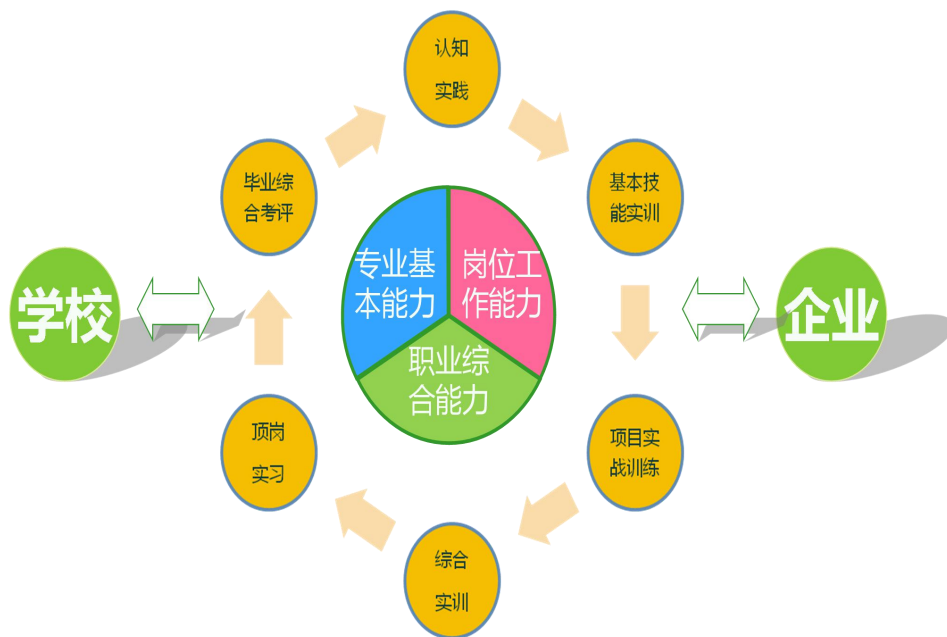 认知
实践
毕业综
合考评
基本技
能实训
专业基
本能力
岗位工
作能力
学校
企业
职业综
合能力
顶岗
实习
项目实
战训练
综合
实训